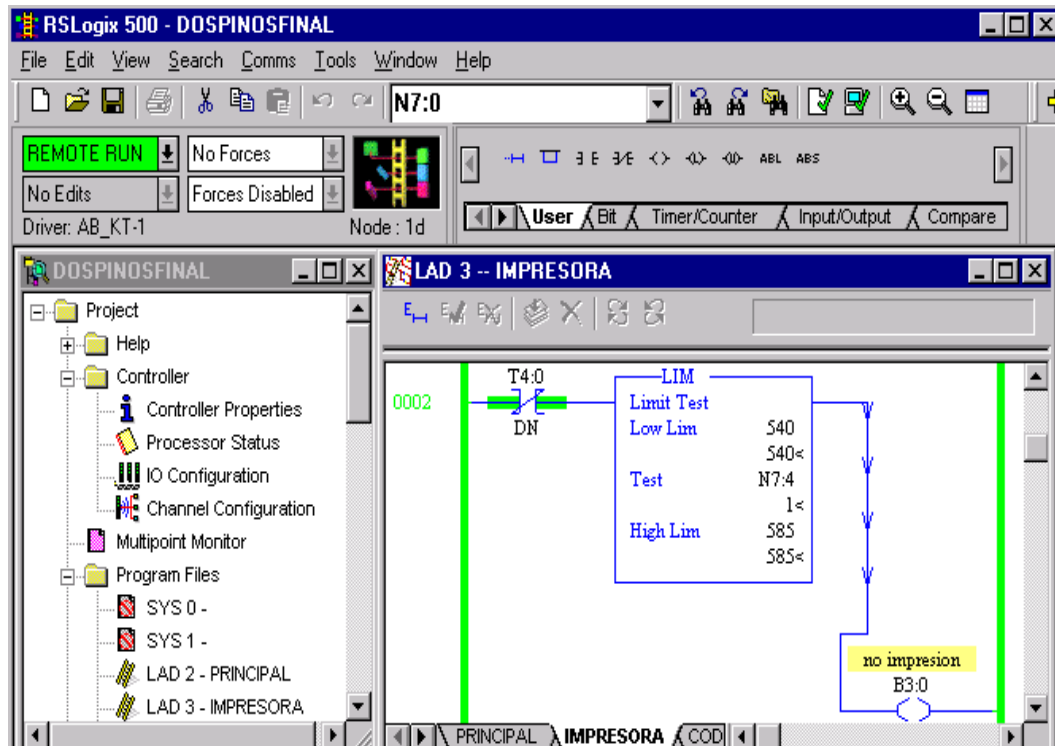 RSLogix 500 - DOSPINOSFINAL
File Edit View Search Comms Tools Window Help
N7:0
REMOTE RUN No Forces
No Edits Forces Disabled
Driver: AB_KT-1 Node : 1d
ABL ABS
User Bit Timer/Counter Input/Output Compare
DOSPINOSFINAL
Project
Help
Controller
Controller Properties
Processor Status
IO Configuration
Channel Configuration
Multipoint Monitor
Program Files
SYS 0 -
SYS 1 -
LAD 2 - PRINCIPAL
LAD 3 - IMPRESORA
LAD 3 -- IMPRESORA
0002
T4:0
DN
LIM
Limit Test
Low Lim 540
540<
Test N7:4
1<
High Lim 585
585<
no impresion
B3:0
PRINCIPAL IMPRESORA COD